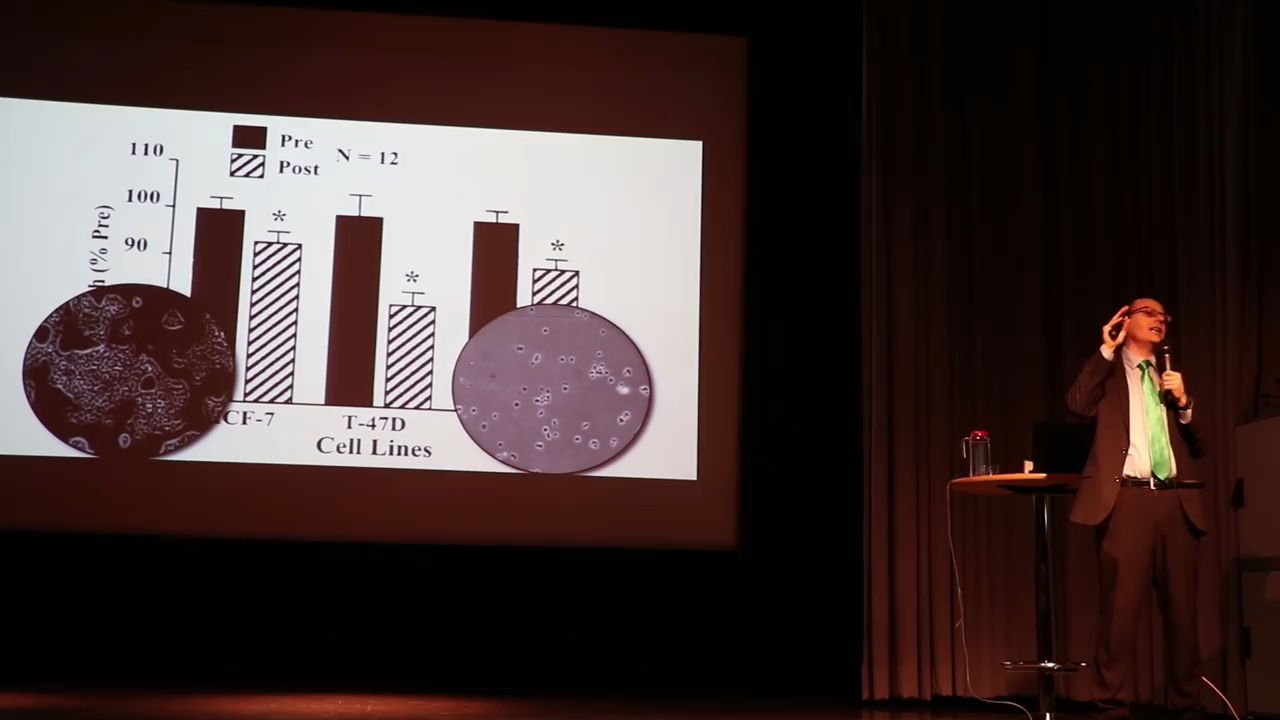 Pre
N = 12
Post
110
100
90
h (% Pre)
*
*
*
CF-7
T-47D
Cell Lines